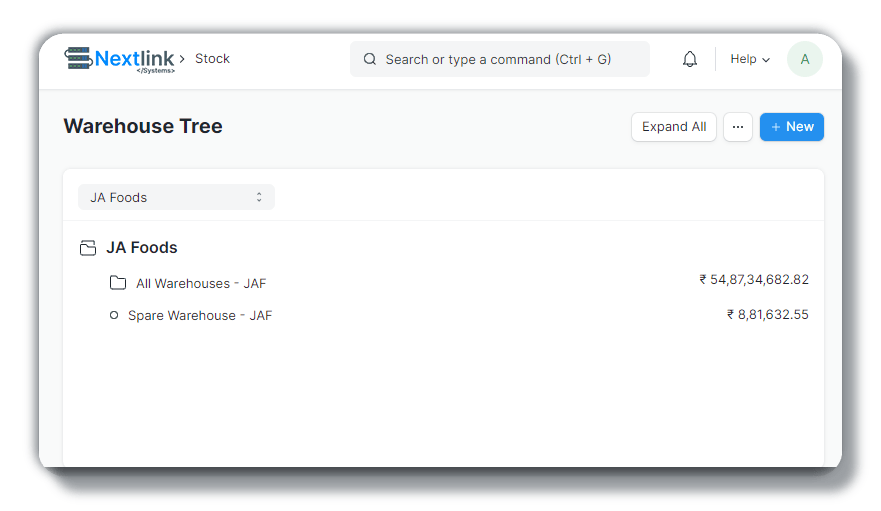 Nextlink > Stock
</Systems>
Search or type a command (Ctrl + G)
Help
A
Warehouse Tree
Expand All
···
+ New
JA Foods
JA Foods
All Warehouses - JAF
₹ 54,87,34,682.82
Spare Warehouse - JAF
₹ 8,81,632.55